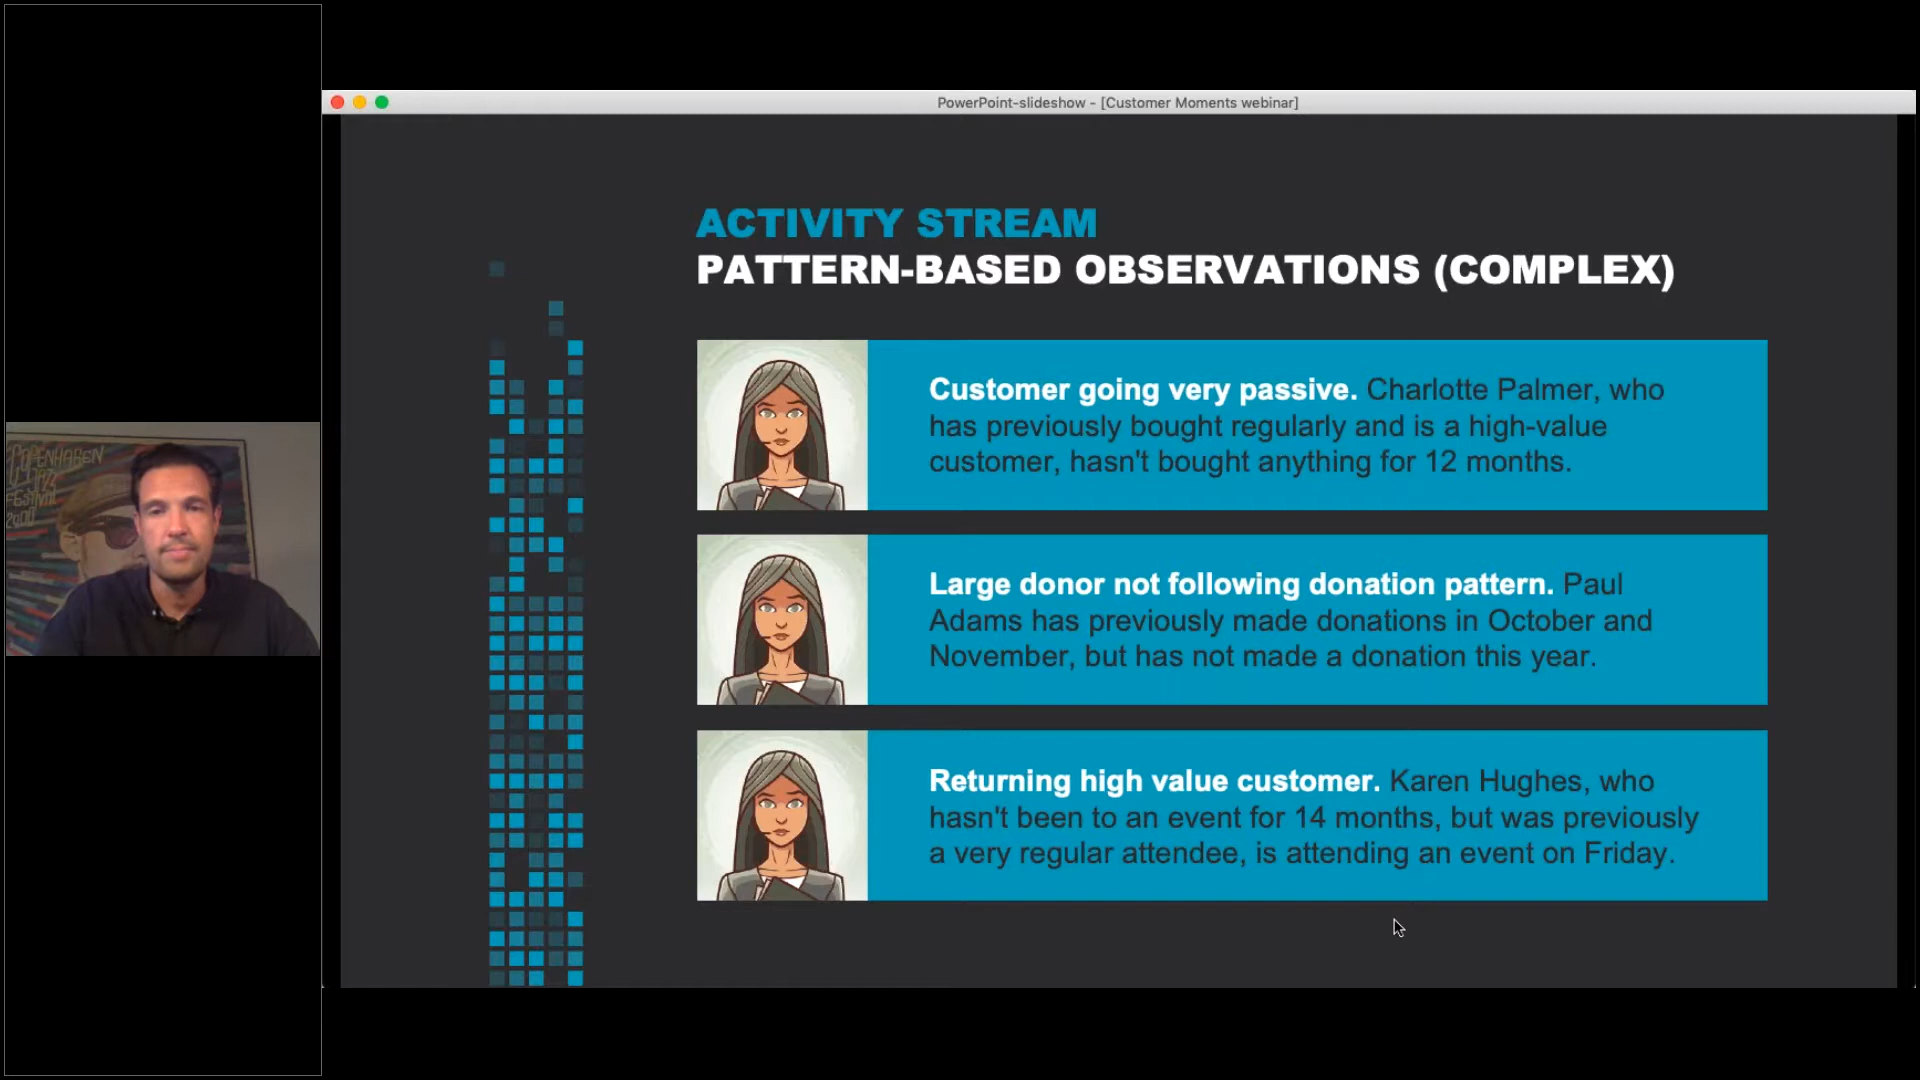 PowerPoint-slideshow - [Customer Moments webinar]
ACTIVITY STREAM
PATTERN-BASED OBSERVATIONS (COMPLEX)
Customer going very passive. Charlotte Palmer, who
has previously bought regularly and is a high-value
customer, hasn't bought anything for 12 months.
Large donor not following donation pattern. Paul
Adams has previously made donations in October and
November, but has not made a donation this year.
Returning high value customer. Karen Hughes, who
hasn't been to an event for 14 months, but was previously
a very regular attendee, is attending an event on Friday.
COPENHAGEN
JAZZ
FESTIVAL